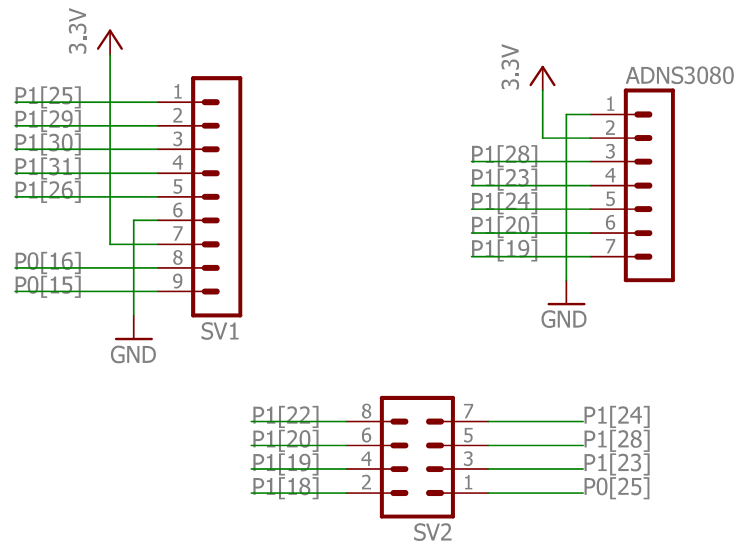 3.3V
P1[25] 1
P1[29] 2
P1[30] 3
P1[31] 4
P1[26] 5
6
7
P0[16] 8
P0[15] 9
SV1
GND
3.3V
ADNS3080
1
2
P1[28] 3
P1[23] 4
P1[24] 5
P1[20] 6
P1[19] 7
GND
P1[22] 8 7 P1[24]
P1[20] 6 5 P1[28]
P1[19] 4 3 P1[23]
P1[18] 2 1 P0[25]
SV2